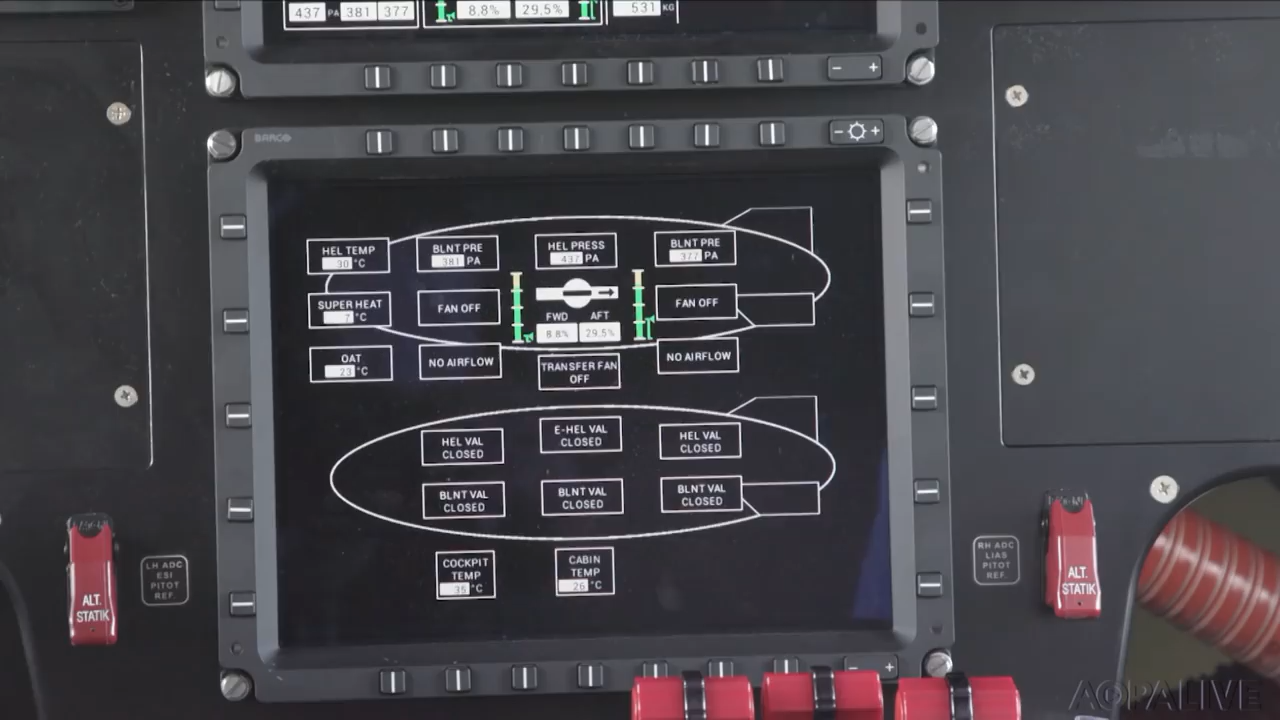 437 PA 381 377
8.8% 29.5%
531 KG
- +
BARCO
- +
HEL TEMP
30 °C
BLNT PRE
381 PA
HEL PRESS
437 PA
BLNT PRE
377 PA
SUPER HEAT
7 °C
FAN OFF
FWD AFT
8.8% 29.5%
FAN OFF
OAT
23 °C
NO AIRFLOW
TRANSFER FAN
OFF
NO AIRFLOW
HEL VAL
CLOSED
E-HEL VAL
CLOSED
HEL VAL
CLOSED
BLNT VAL
CLOSED
BLNT VAL
CLOSED
BLNT VAL
CLOSED
COCKPIT
TEMP
35 °C
CABIN
TEMP
26 °C
ALT.
STATIK
LH ADC
ESI
PITOT
REF.
RH ADC
LIAS
PITOT
REF.
ALT.
STATIK
- +
AOPALIVE